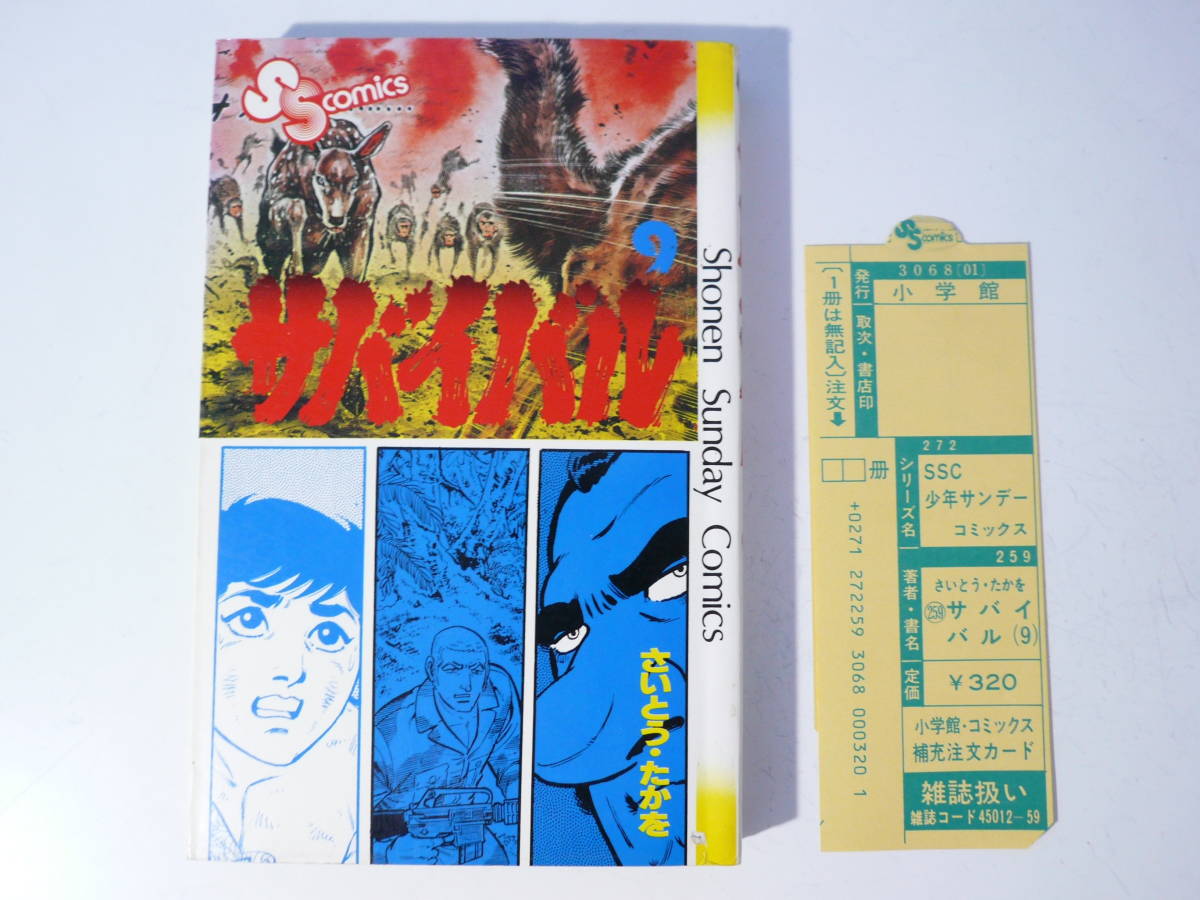 SS comics
9
サバイバル
Shonen Sunday Comics
さいとう・たかを
SS comics
3068〔01〕
発行
小学館
取次・書店印
〔1冊は無記入〕注文
冊
272
シリーズ名
SSC
少年サンデー
コミックス
259
著者・書名
さいとう・たかを
259 サバイ
バル (9)
定価
￥320
小学館・コミックス
補充注文カード
雑誌扱い
雑誌コード45012-59
+0271 272259 3068 000320 1